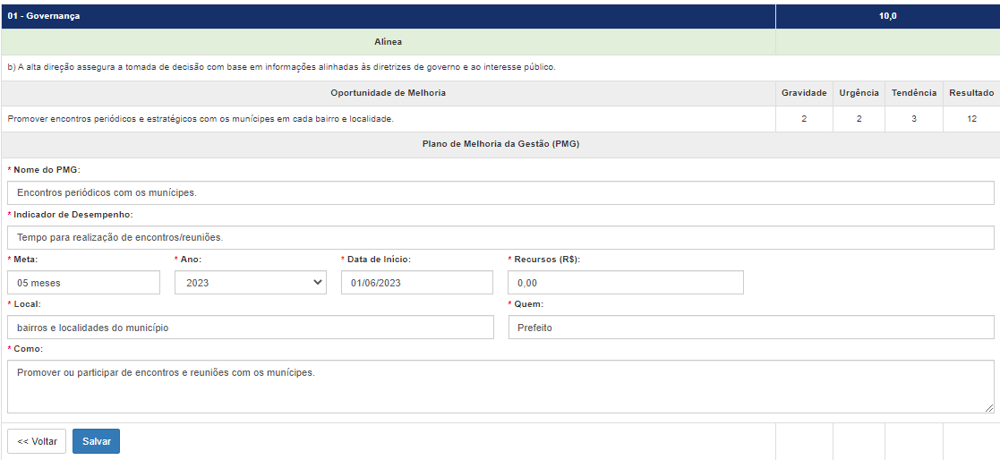 01 - Governança 10,0
Alínea
b) A alta direção assegura a tomada de decisão com base em informações alinhadas às diretrizes de governo e ao interesse público.
Oportunidade de Melhoria Gravidade Urgência Tendência Resultado
Promover encontros periódicos e estratégicos com os munícipes em cada bairro e localidade. 2 2 3 12
Plano de Melhoria da Gestão (PMG)
* Nome do PMG:
Encontros periódicos com os munícipes.
* Indicador de Desempenho:
Tempo para realização de encontros/reuniões.
* Meta: * Ano: * Data de Início: * Recursos (R$):
05 meses 2023 01/06/2023 0,00
* Local: * Quem:
bairros e localidades do município Prefeito
* Como:
Promover ou participar de encontros e reuniões com os munícipes.
<< Voltar Salvar